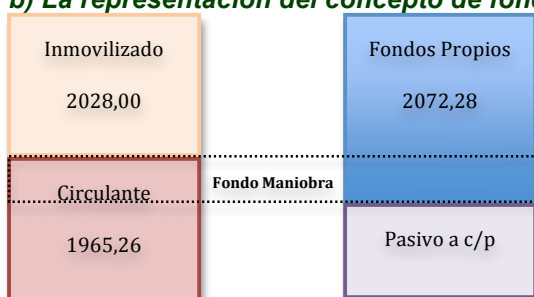 b) La representación del concepto de fon
Inmovilizado
2028,00
Fondos Propios
2072,28
Fondo Maniobra
Circulante
1965,26
Pasivo a c/p